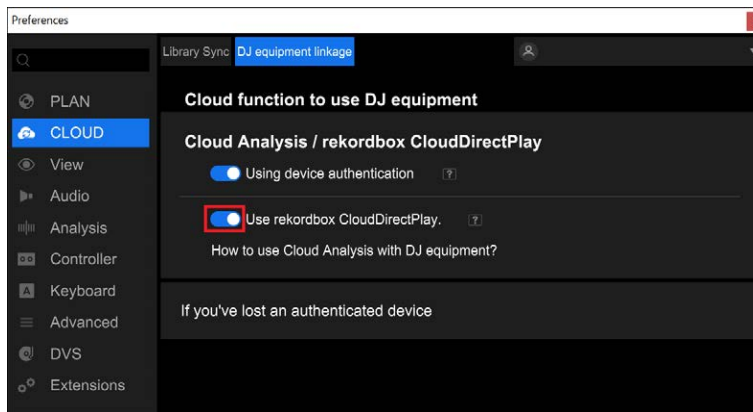 Preferences
Library Sync DJ equipment linkage
PLAN
CLOUD
View
Audio
Analysis
Controller
Keyboard
Advanced
DVS
Extensions
Cloud function to use DJ equipment
Cloud Analysis / rekordbox CloudDirectPlay
Using device authentication ?
Use rekordbox CloudDirectPlay. ?
How to use Cloud Analysis with DJ equipment?
If you've lost an authenticated device